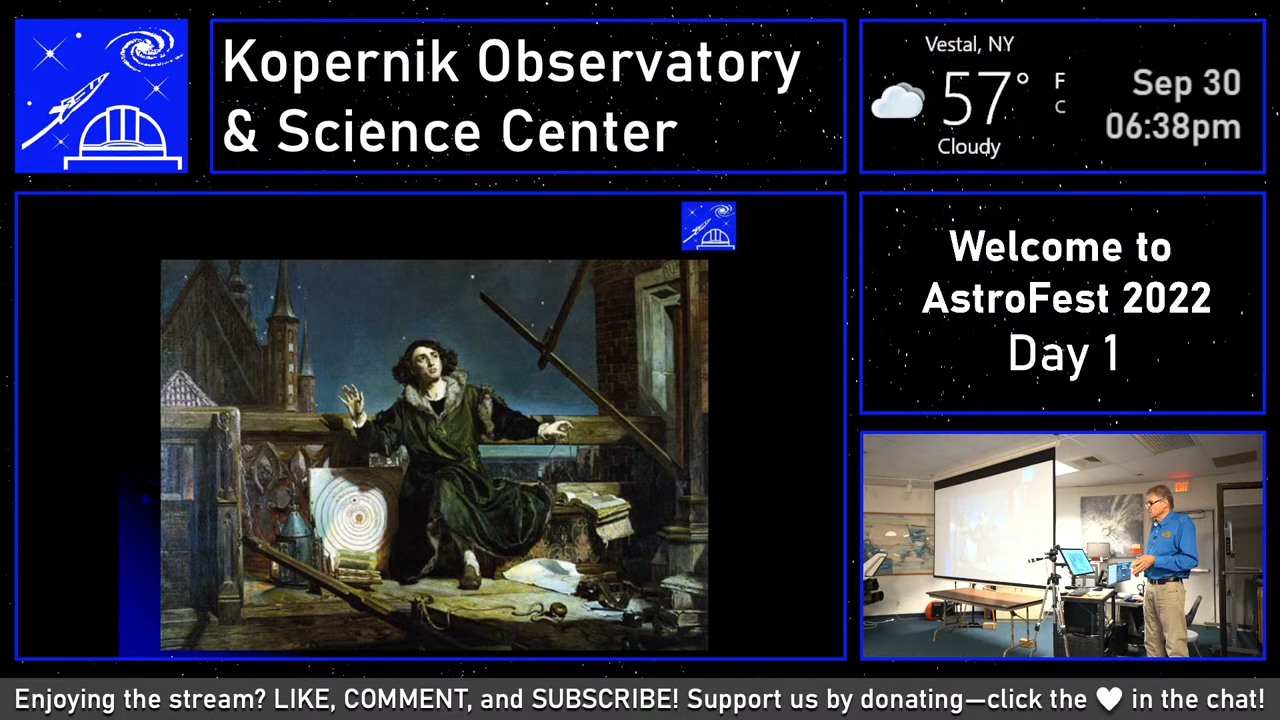 Kopernik Observatory
& Science Center
Vestal, NY
57° F
C
Cloudy
Sep 30
06:38pm
Welcome to
AstroFest 2022
Day 1
Enjoying the stream? LIKE, COMMENT, and SUBSCRIBE! Support us by donating—click the ♥ in the chat!